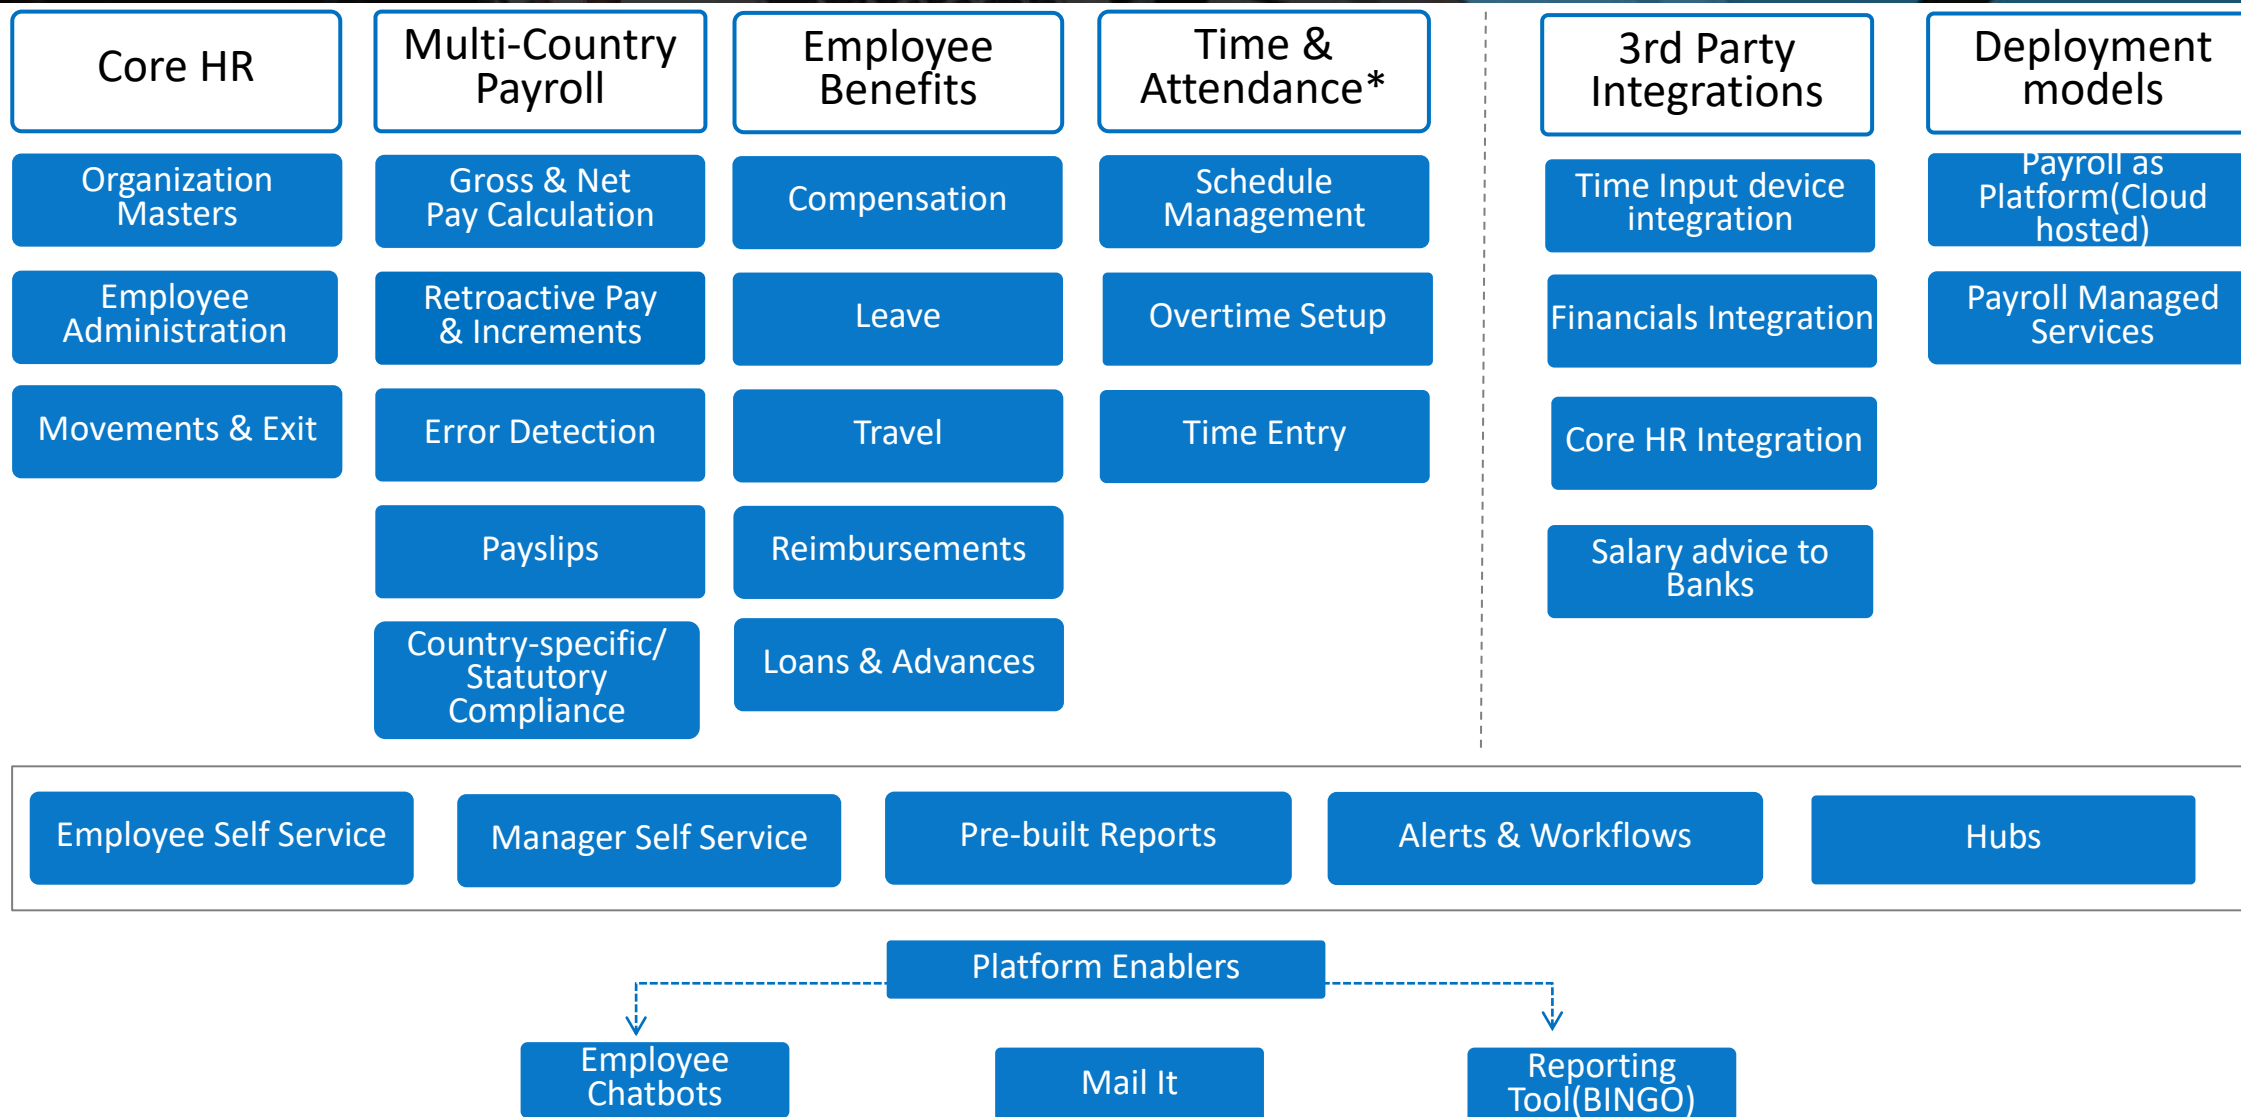 Core HR
Multi-Country
Payroll
Employee
Benefits
Time &
Attendance*
3rd Party
Integrations
Deployment
models
Organization
Masters
Employee
Administration
Movements & Exit
Gross & Net
Pay Calculation
Retroactive Pay
& Increments
Error Detection
Payslips
Country-specific/
Statutory
Compliance
Compensation
Leave
Travel
Reimbursements
Loans & Advances
Schedule
Management
Overtime Setup
Time Entry
Time Input device
integration
Financials Integration
Core HR Integration
Salary advice to
Banks
Payroll as
Platform(Cloud
hosted)
Payroll Managed
Services
Employee Self Service
Manager Self Service
Pre-built Reports
Alerts & Workflows
Hubs
Platform Enablers
Employee
Chatbots
Mail It
Reporting
Tool(BINGO)